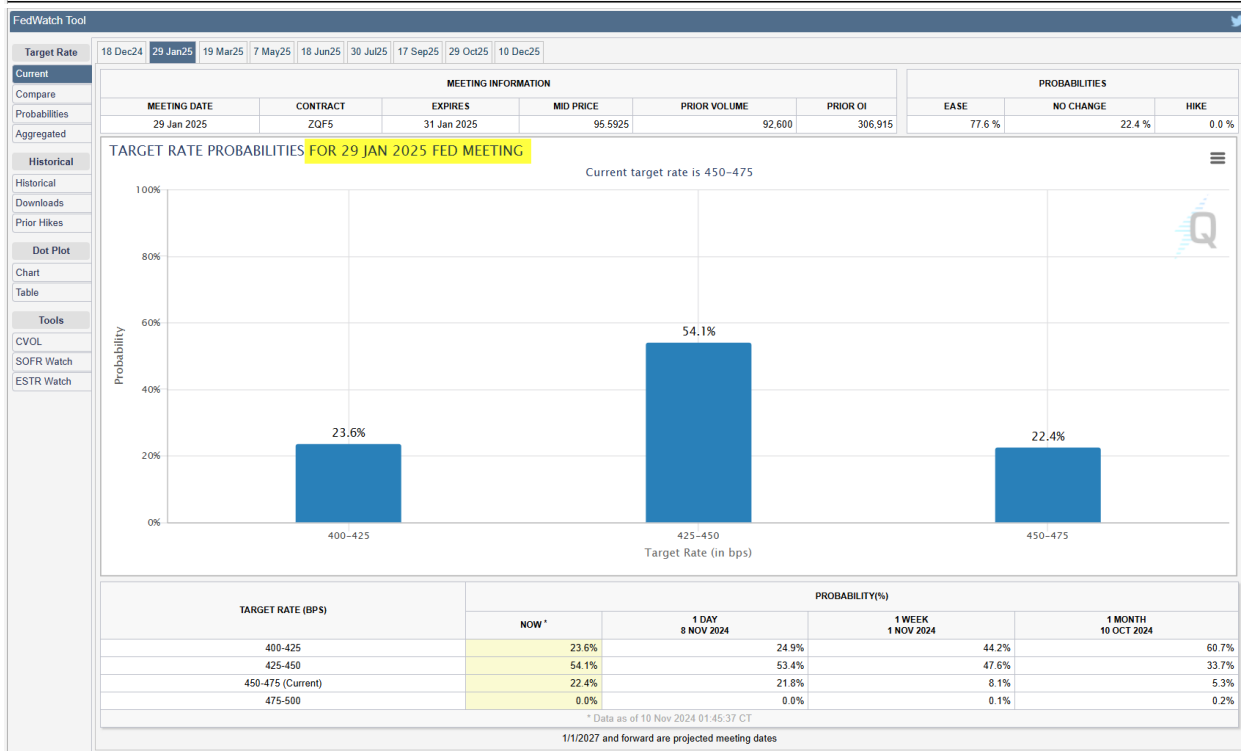 FedWatch Tool
Target Rate
Current
Compare
Probabilities
Aggregated
Historical
Historical
Downloads
Prior Hikes
Dot Plot
Chart
Table
Tools
CVOL
SOFR Watch
ESTR Watch
18 Dec24 29 Jan25 19 Mar25 7 May25 18 Jun25 30 Jul25 17 Sep25 29 Oct25 10 Dec25
MEETING INFORMATION
MEETING DATE CONTRACT EXPIRES MID PRICE PRIOR VOLUME PRIOR OI
29 Jan 2025 ZQF5 31 Jan 2025 95.5925 92,600 306,915
PROBABILITIES
EASE NO CHANGE HIKE
77.6 % 22.4 % 0.0 %
TARGET RATE PROBABILITIES FOR 29 JAN 2025 FED MEETING
Current target rate is 450-475
Q
Probability
100%
80%
60%
40%
20%
0%
23.6%
54.1%
22.4%
400-425 425-450 450-475
Target Rate (in bps)
TARGET RATE (BPS) PROBABILITY(%)
NOW * 1 DAY 8 NOV 2024 1 WEEK 1 NOV 2024 1 MONTH 10 OCT 2024
400-425 23.6% 24.9% 44.2% 60.7%
425-450 54.1% 53.4% 47.6% 33.7%
450-475 (Current) 22.4% 21.8% 8.1% 5.3%
475-500 0.0% 0.0% 0.1% 0.2%
* Data as of 10 Nov 2024 01:45:37 CT
1/1/2027 and forward are projected meeting dates